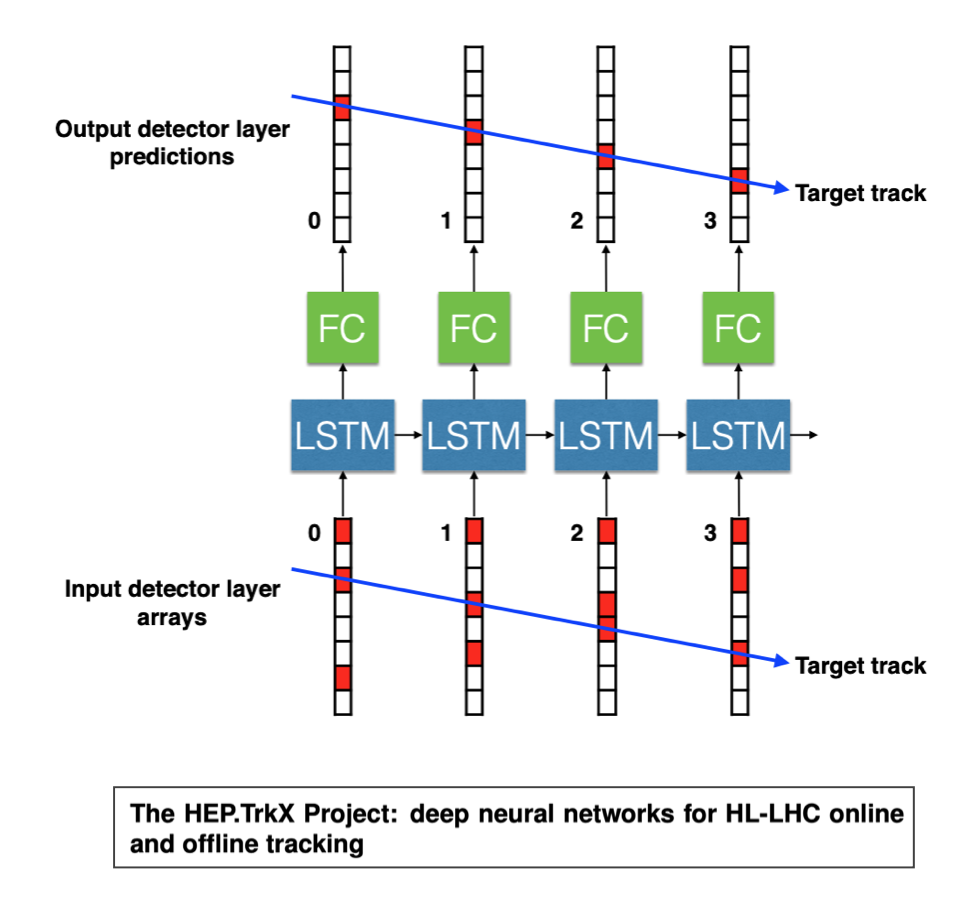 Output detector layer
predictions
0
1
2
3
Target track
FC
FC
FC
FC
LSTM
LSTM
LSTM
LSTM
0
1
2
3
Input detector layer
arrays
Target track
The HEP.TrkX Project: deep neural networks for HL-LHC online
and offline tracking